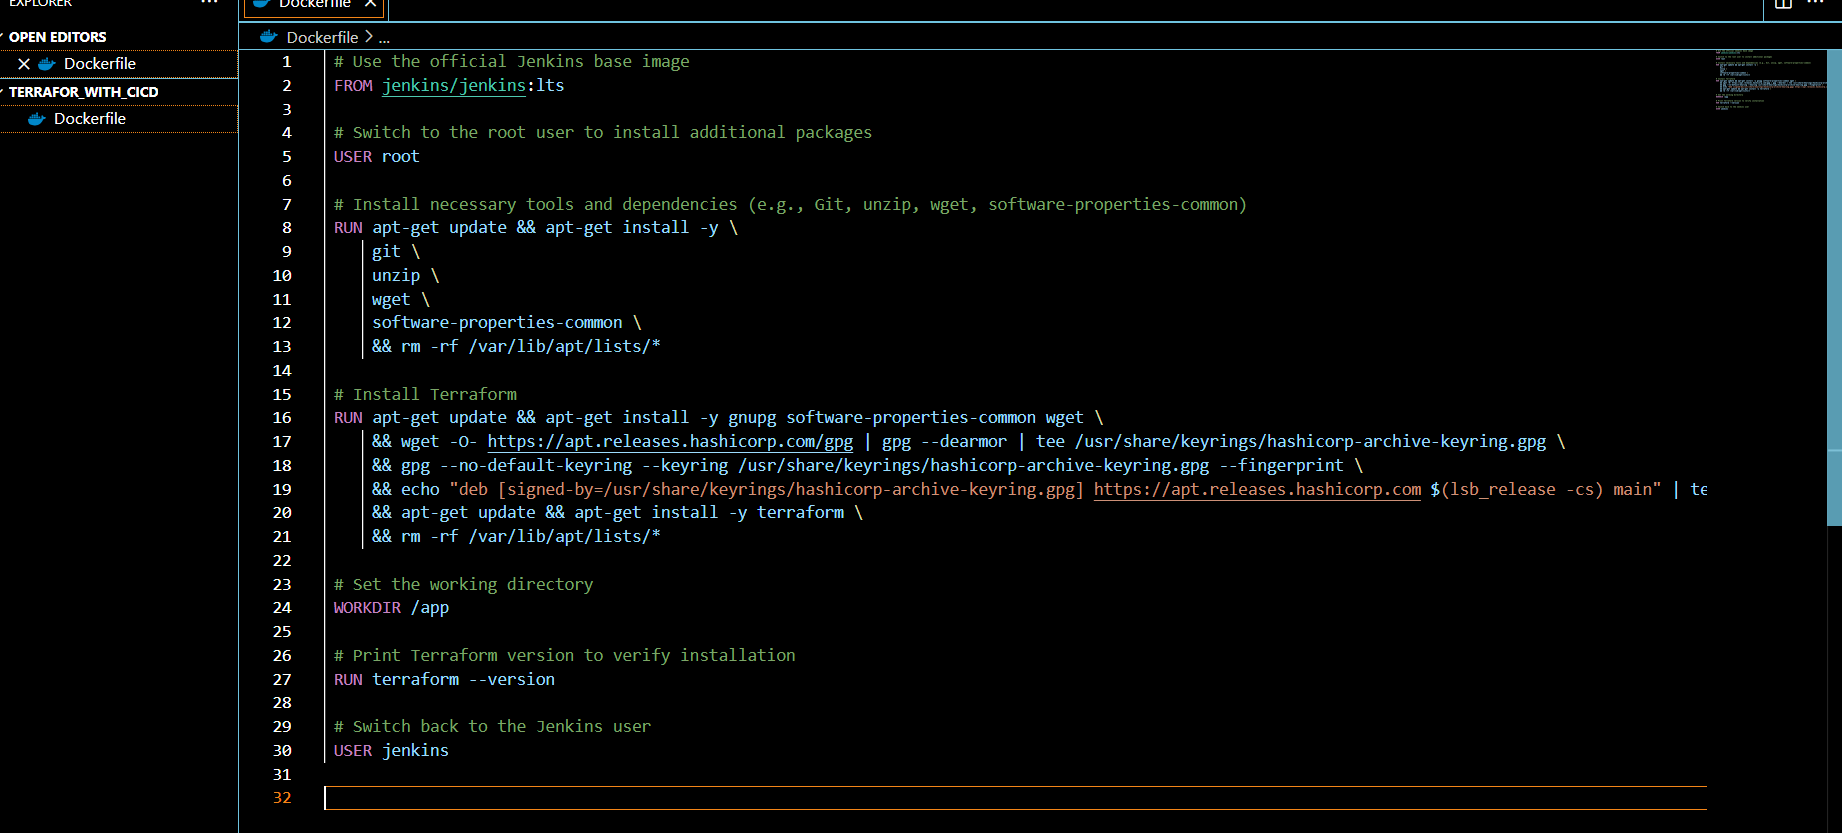 EXPLORER
OPEN EDITORS
Dockerfile
TERRAFOR_WITH_CICD
Dockerfile
Dockerfile
Dockerfile > ...
1 # Use the official Jenkins base image
2 FROM jenkins/jenkins:lts
3
4 # Switch to the root user to install additional packages
5 USER root
6
7 # Install necessary tools and dependencies (e.g., Git, unzip, wget, software-properties-common)
8 RUN apt-get update && apt-get install -y \
9 git \
10 unzip \
11 wget \
12 software-properties-common \
13 && rm -rf /var/lib/apt/lists/*
14
15 # Install Terraform
16 RUN apt-get update && apt-get install -y gnupg software-properties-common wget \
17 && wget -O- https://apt.releases.hashicorp.com/gpg | gpg --dearmor | tee /usr/share/keyrings/hashicorp-archive-keyring.gpg \
18 && gpg --no-default-keyring --keyring /usr/share/keyrings/hashicorp-archive-keyring.gpg --fingerprint \
19 && echo "deb [signed-by=/usr/share/keyrings/hashicorp-archive-keyring.gpg] https://apt.releases.hashicorp.com $(lsb_release -cs) main" | te
20 && apt-get update && apt-get install -y terraform \
21 && rm -rf /var/lib/apt/lists/*
22
23 # Set the working directory
24 WORKDIR /app
25
26 # Print Terraform version to verify installation
27 RUN terraform --version
28
29 # Switch back to the Jenkins user
30 USER jenkins
31
32